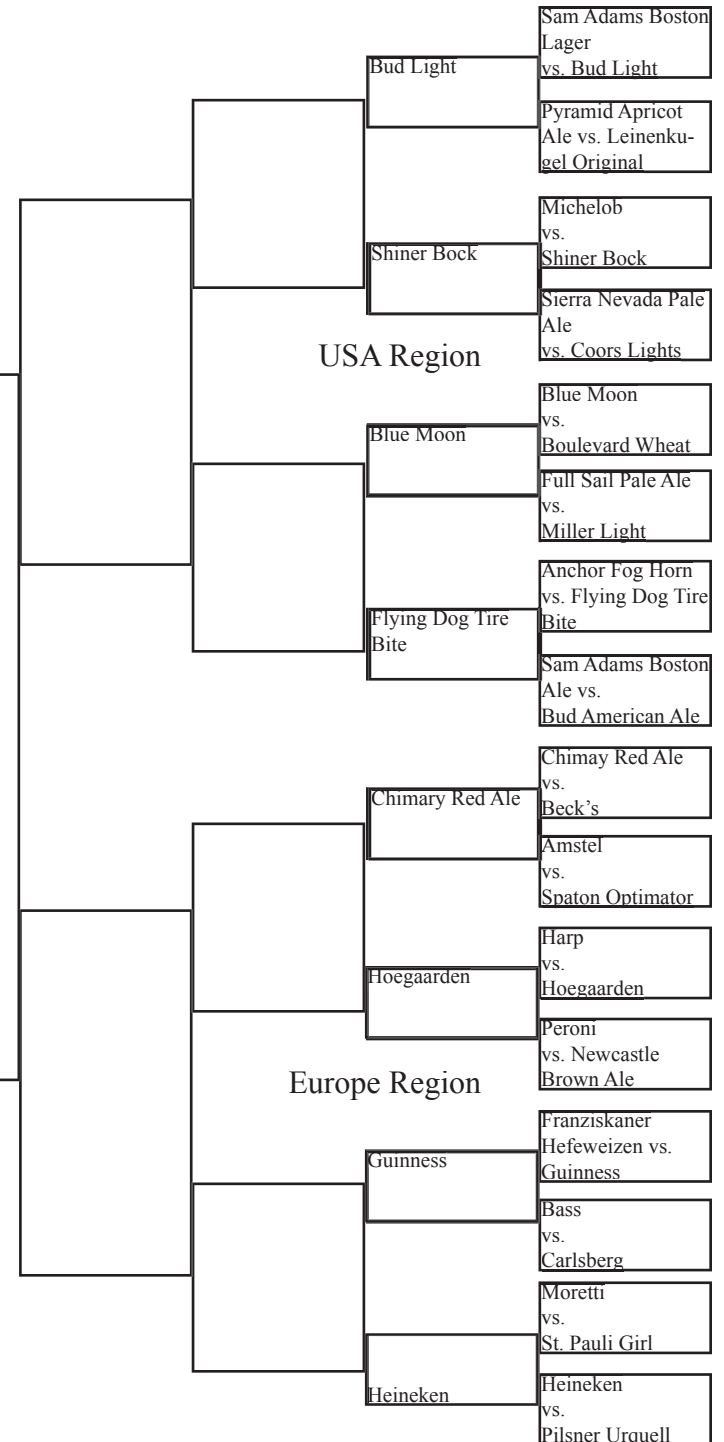 Sam Adams Boston
Lager
vs. Bud Light
Bud Light
Pyramid Apricot
Ale vs. Leinenku-
gel Original
Michelob
vs.
Shiner Bock
Shiner Bock
Sierra Nevada Pale
Ale
vs. Coors Lights
USA Region
Blue Moon
vs.
Boulevard Wheat
Blue Moon
Full Sail Pale Ale
vs.
Miller Light
Anchor Fog Horn
vs. Flying Dog Tire
Bite
Flying Dog Tire
Bite
Sam Adams Boston
Ale vs.
Bud American Ale
Chimay Red Ale
vs.
Beck's
Chimary Red Ale
Amstel
vs.
Spaton Optimator
Harp
vs.
Hoegaarden
Hoegaarden
Peroni
vs. Newcastle
Brown Ale
Europe Region
Franziskaner
Hefeweizen vs.
Guinness
Guinness
Bass
vs.
Carlsberg
Moretti
vs.
St. Pauli Girl
Heineken
Heineken
vs.
Pilsner Urquell